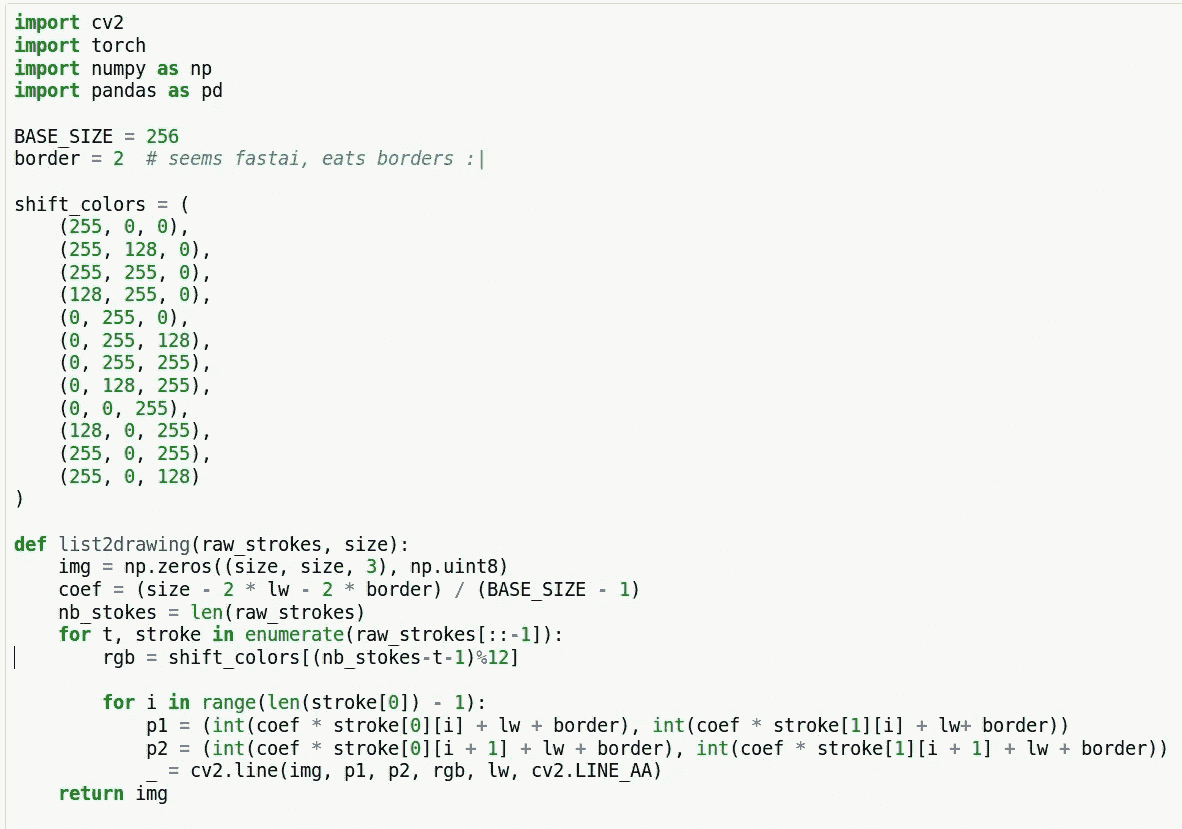 import cv2
import torch
import numpy as np
import pandas as pd
BASE_SIZE = 256
border = 2  # seems fastai, eats borders :|
shift_colors = (
    (255, 0, 0),
    (255, 128, 0),
    (255, 255, 0),
    (128, 255, 0),
    (0, 255, 0),
    (0, 255, 128),
    (0, 255, 255),
    (0, 128, 255),
    (0, 0, 255),
    (128, 0, 255),
    (255, 0, 255),
    (255, 0, 128)
)
def list2drawing(raw_strokes, size):
    img = np.zeros((size, size, 3), np.uint8)
    coef = (size - 2 * lw - 2 * border) / (BASE_SIZE - 1)
    nb_stokes = len(raw_strokes)
    for t, stroke in enumerate(raw_strokes[::-1]):
        rgb = shift_colors[(nb_stokes-t-1)%12]
        for i in range(len(stroke[0]) - 1):
            p1 = (int(coef * stroke[0][i] + lw + border), int(coef * stroke[1][i] + lw+ border))
            p2 = (int(coef * stroke[0][i + 1] + lw + border), int(coef * stroke[1][i + 1] + lw + border))
            _ = cv2.line(img, p1, p2, rgb, lw, cv2.LINE_AA)
    return img